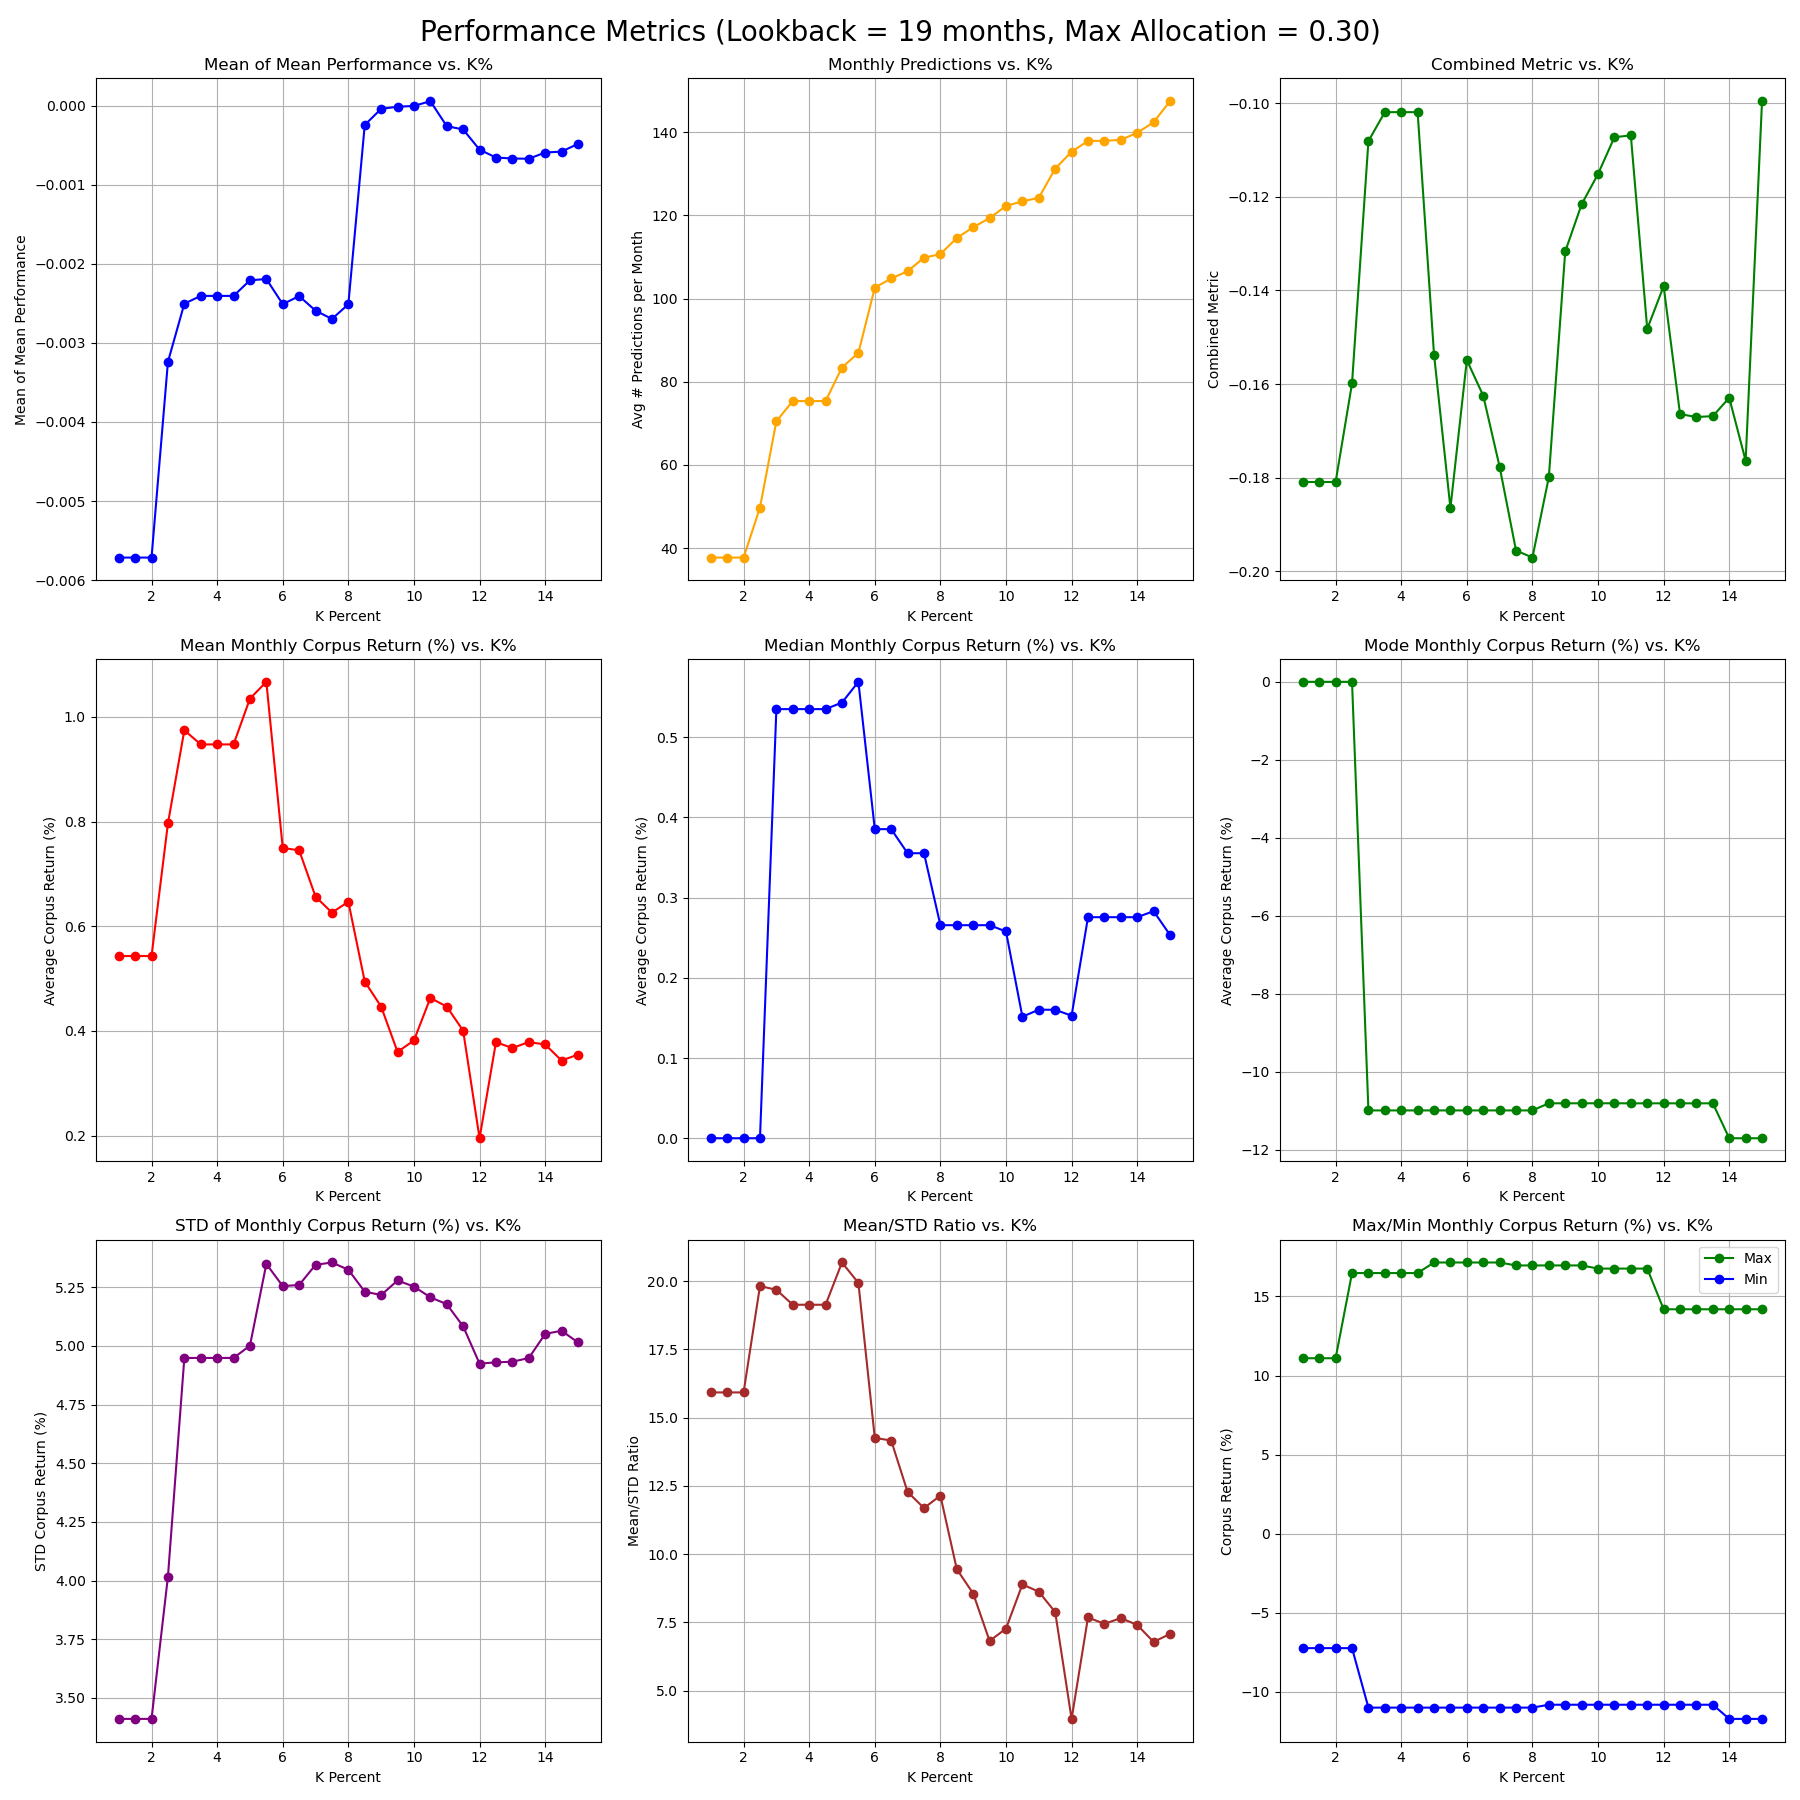 Performance Metrics (Lookback = 19 months, Max Allocation = 0.30)
Mean of Mean Performance vs. K%
Mean of Mean Performance
0.000
−0.001
−0.002
−0.003
−0.004
−0.005
−0.006
2 4 6 8 10 12 14
K Percent
Monthly Predictions vs. K%
Avg # Predictions per Month
140
120
100
80
60
40
2 4 6 8 10 12 14
K Percent
Combined Metric vs. K%
Combined Metric
−0.10
−0.12
−0.14
−0.16
−0.18
−0.20
2 4 6 8 10 12 14
K Percent
Mean Monthly Corpus Return (%) vs. K%
Average Corpus Return (%)
1.0
0.8
0.6
0.4
0.2
2 4 6 8 10 12 14
K Percent
Median Monthly Corpus Return (%) vs. K%
Average Corpus Return (%)
0.5
0.4
0.3
0.2
0.1
0.0
2 4 6 8 10 12 14
K Percent
Mode Monthly Corpus Return (%) vs. K%
Average Corpus Return (%)
0
−2
−4
−6
−8
−10
−12
2 4 6 8 10 12 14
K Percent
STD of Monthly Corpus Return (%) vs. K%
STD Corpus Return (%)
5.25
5.00
4.75
4.50
4.25
4.00
3.75
3.50
2 4 6 8 10 12 14
K Percent
Mean/STD Ratio vs. K%
Mean/STD Ratio
20.0
17.5
15.0
12.5
10.0
7.5
5.0
2 4 6 8 10 12 14
K Percent
Max/Min Monthly Corpus Return (%) vs. K%
Corpus Return (%)
Max
Min
15
10
5
0
−5
−10
2 4 6 8 10 12 14
K Percent